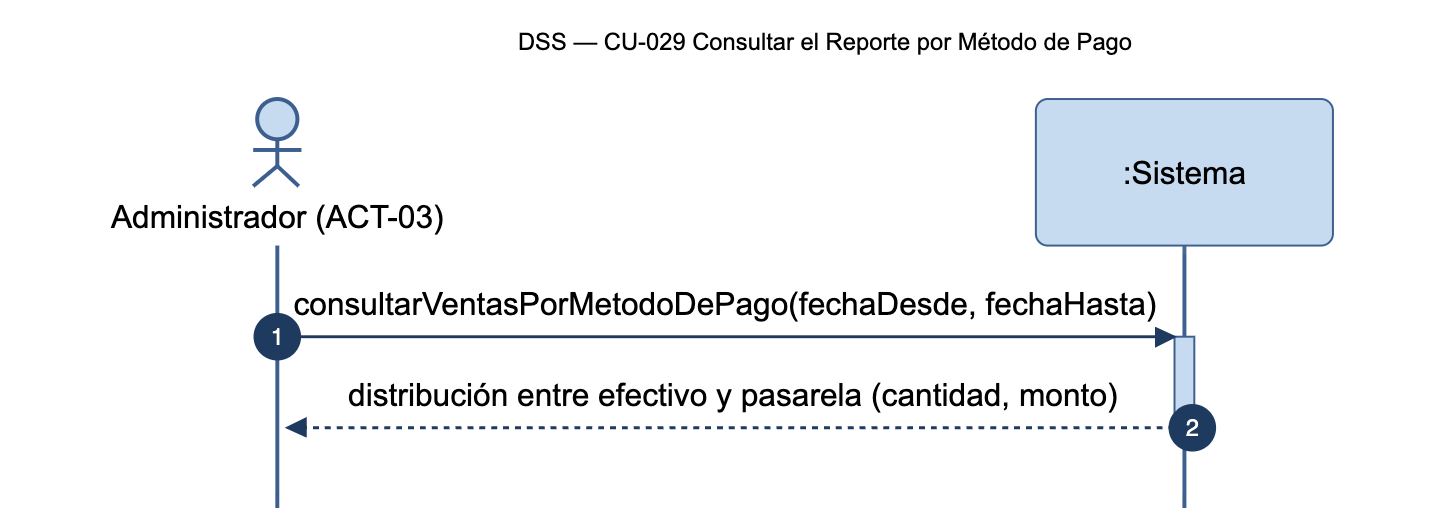 DSS — CU-029 Consultar el Reporte por Método de Pago
:Sistema
Administrador (ACT-03)
consultarVentasPorMetodoDePago(fechaDesde, fechaHasta)
1
distribución entre efectivo y pasarela (cantidad, monto)
2